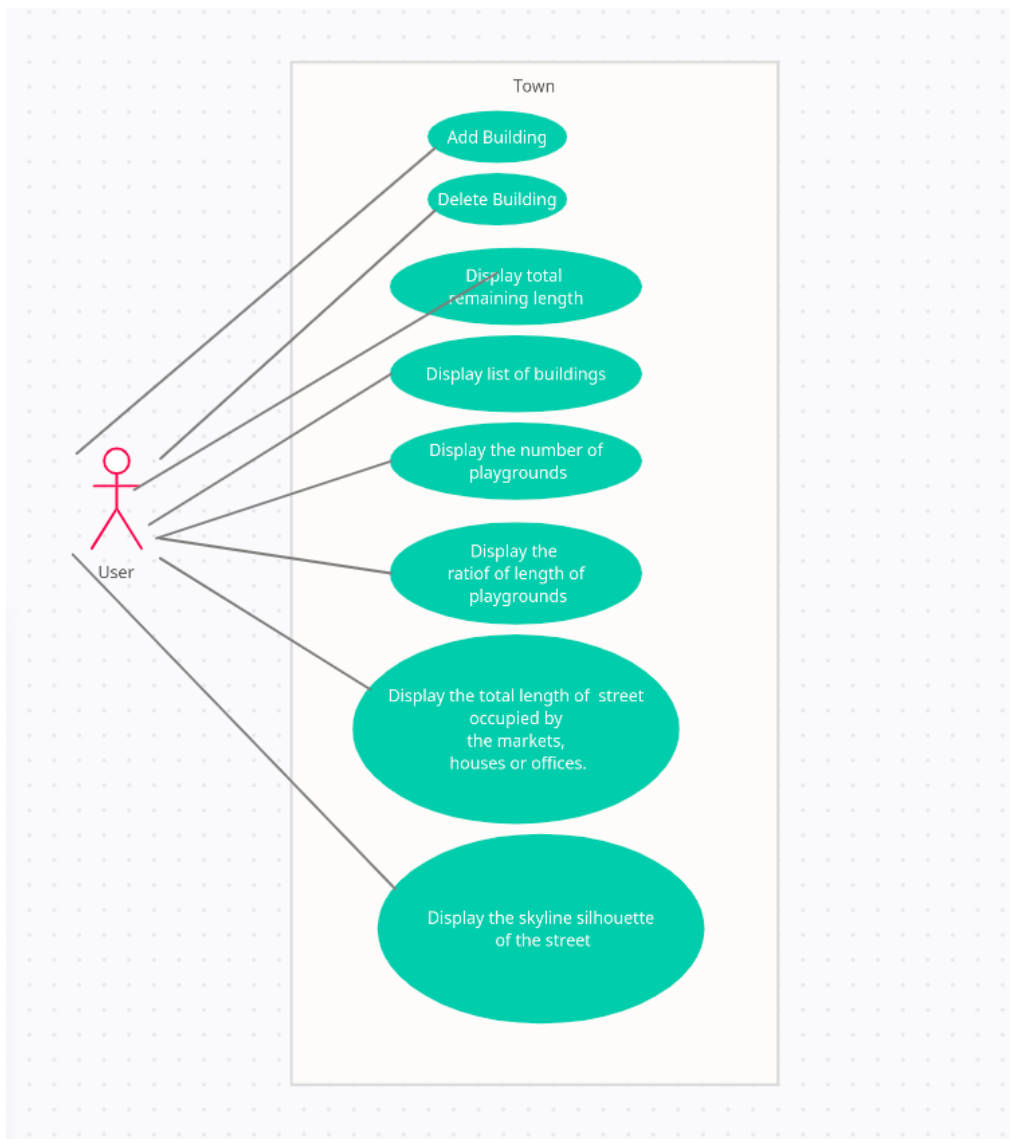 Town
Add Building
Delete Building
Display total
remaining length
Display list of buildings
Display the number of
playgrounds
Display the
ratiof of length of
playgrounds
User
Display the total length of  street
occupied by
the markets,
houses or offices.
Display the skyline silhouette
of the street